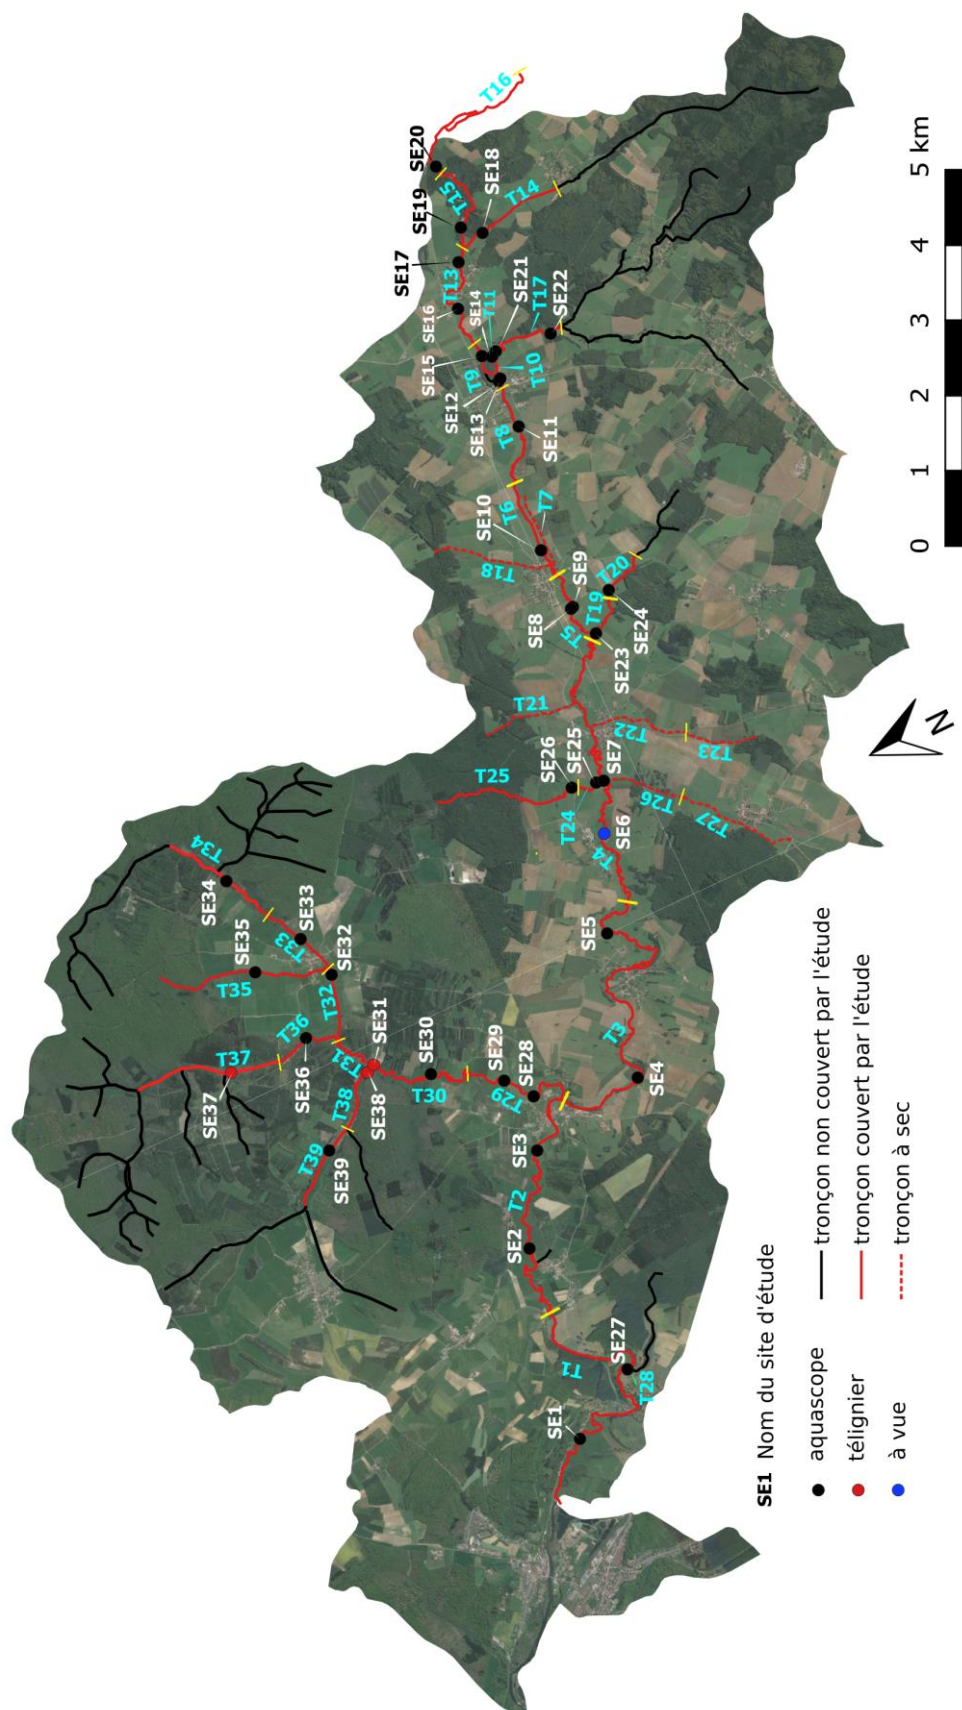 T16
SE20
T15
SE19
SE18
T14
SE17
T13
SE16
SE14
T11
SE21
T17
SE22
SE15
T9
T10
SE12
SE13
T8
SE11
T6
SE10
T7
T18
SE9
SE8
T5
T19
T20
SE24
SE23
T21
T22
T23
SE7
SE25
SE26
T24
T25
T26
T27
SE6
T4
SE5
T3
SE4
T34
SE34
SE33
T33
SE35
T35
SE32
T32
T36
SE36
T37
SE37
T31
SE31
SE38
T38
T39
SE39
SE30
T30
SE29
SE28
T29
SE3
T2
SE2
T1
SE27
T28
SE1
N
0 1 2 3 4 5 km
SE1 Nom du site d'étude
aquascope
télignier
à vue
tronçon non couvert par l'étude
tronçon couvert par l'étude
tronçon à sec